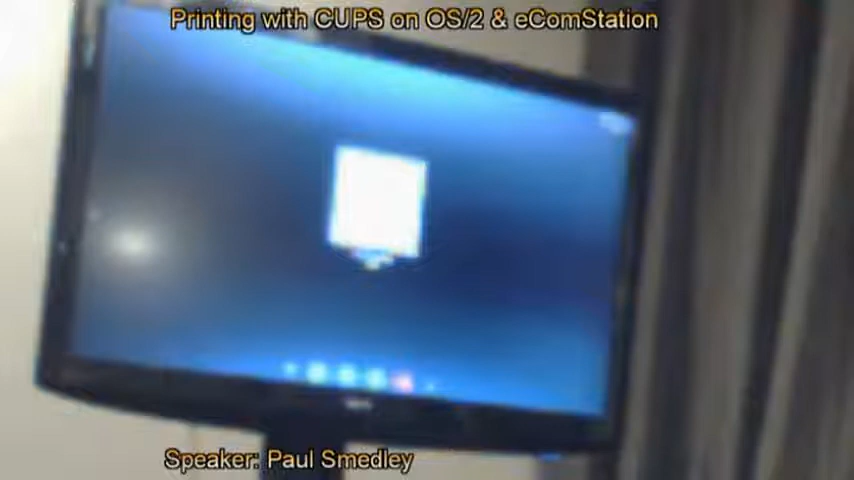 Printing with CUPS on OS/2 & eComStation
Speaker: Paul Smedley